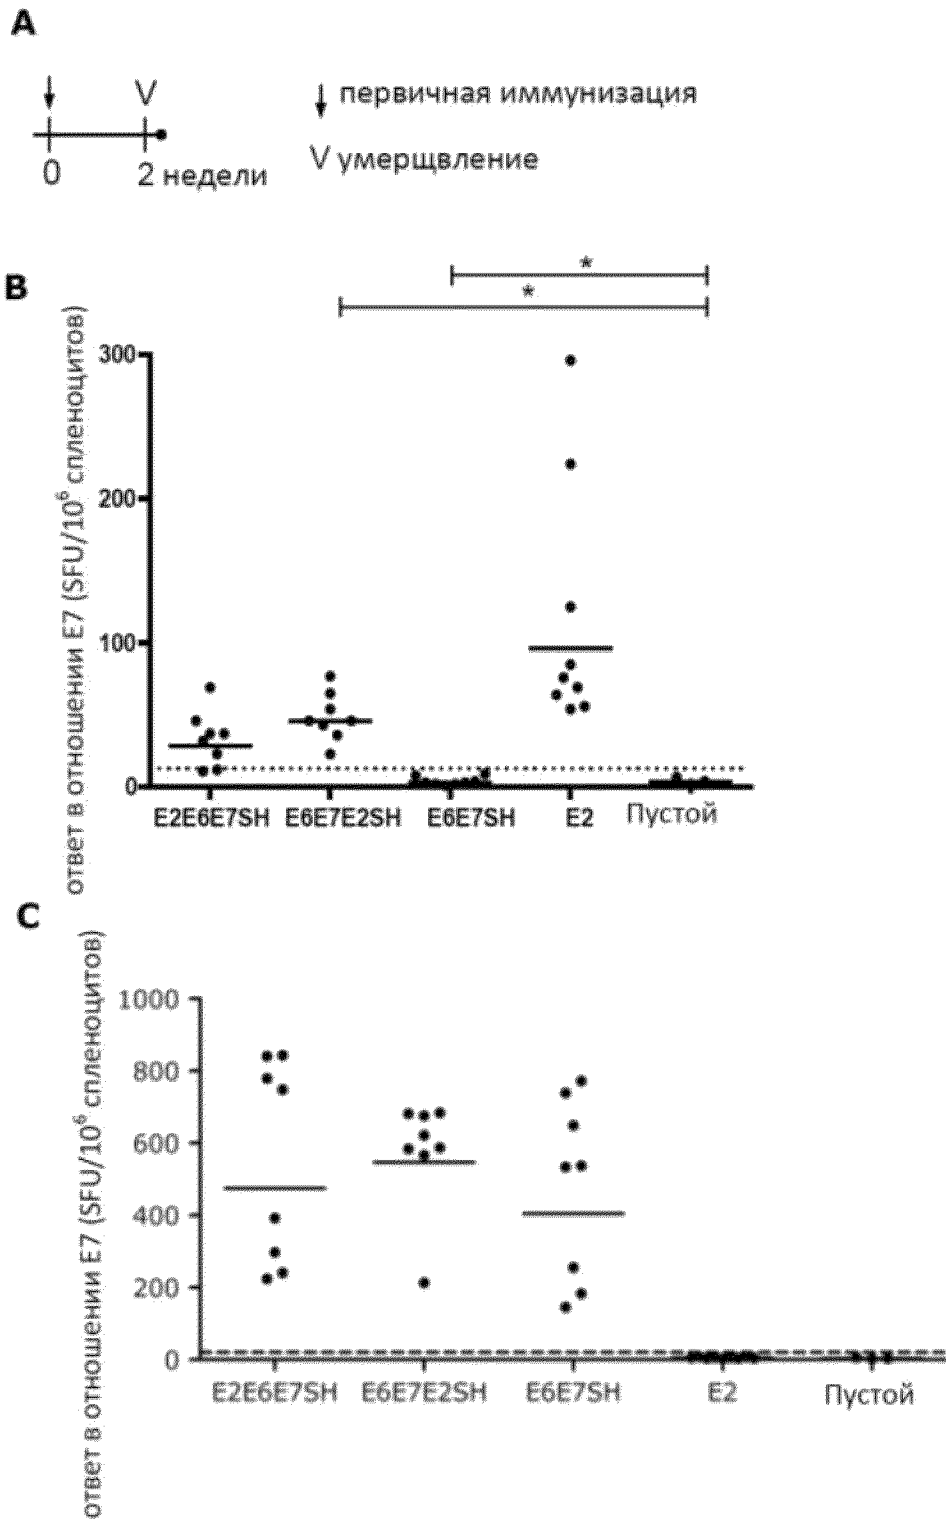 A
V
↓ первичная иммунизация
0
2 недели
V умерщвление
B
*
*
ответ в отношении E7 (SFU/10⁶ спленоцитов)
300
200
100
0
E2E6E7SH E6E7E2SH E6E7SH E2 Пустой
C
ответ в отношении E7 (SFU/10⁶ спленоцитов)
1000
800
600
400
200
0
E2E6E7SH E6E7E2SH E6E7SH E2 Пустой